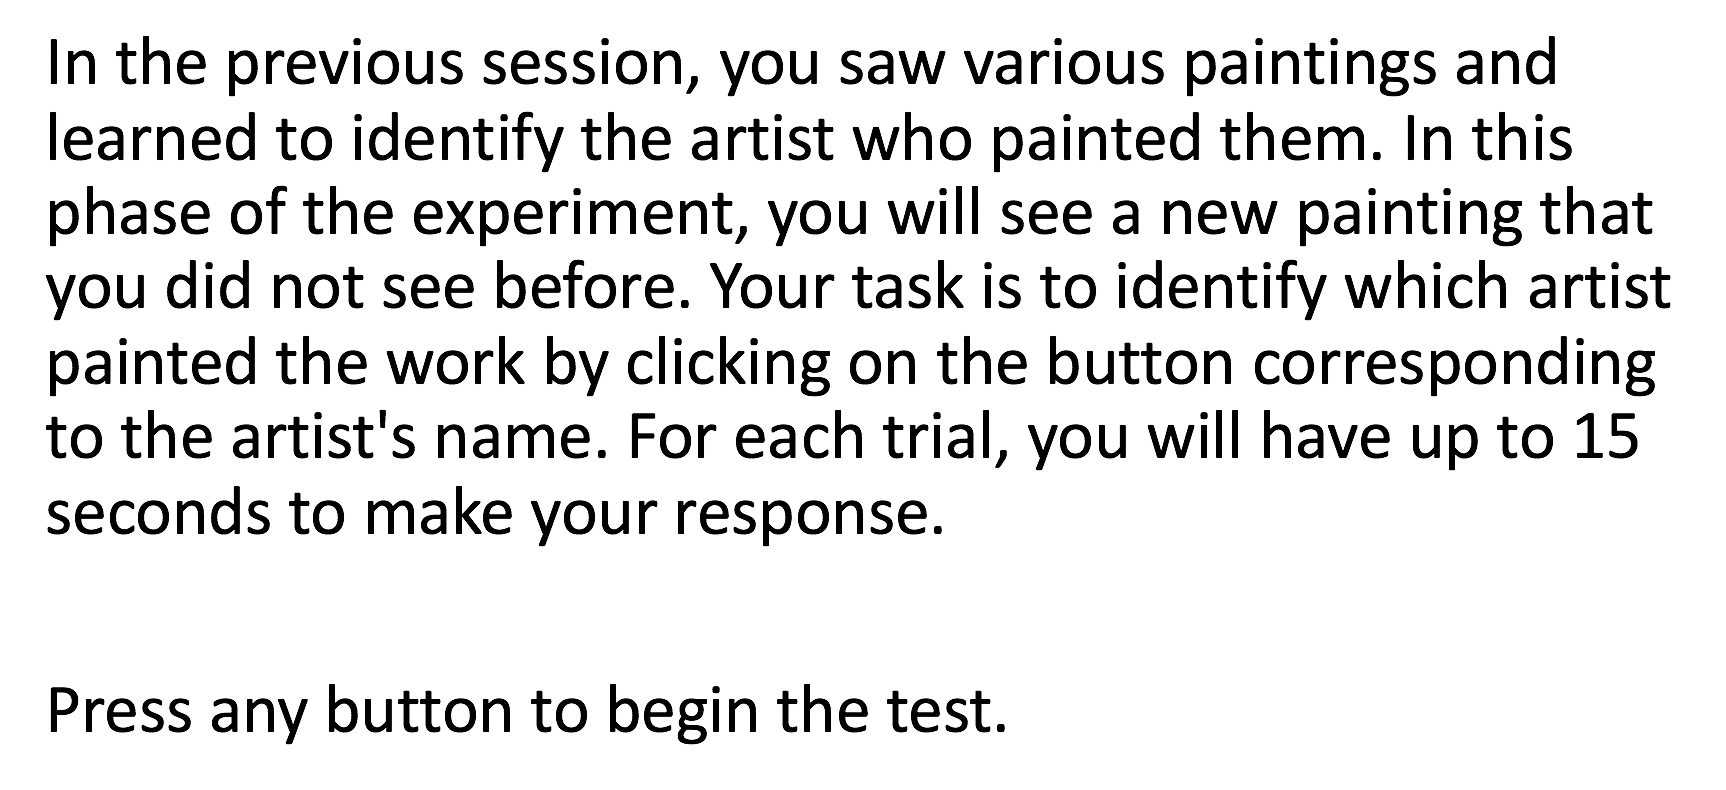 In the previous session, you saw various paintings and
learned to identify the artist who painted them. In this
phase of the experiment, you will see a new painting that
you did not see before. Your task is to identify which artist
painted the work by clicking on the button corresponding
to the artist's name. For each trial, you will have up to 15
seconds to make your response.
Press any button to begin the test.